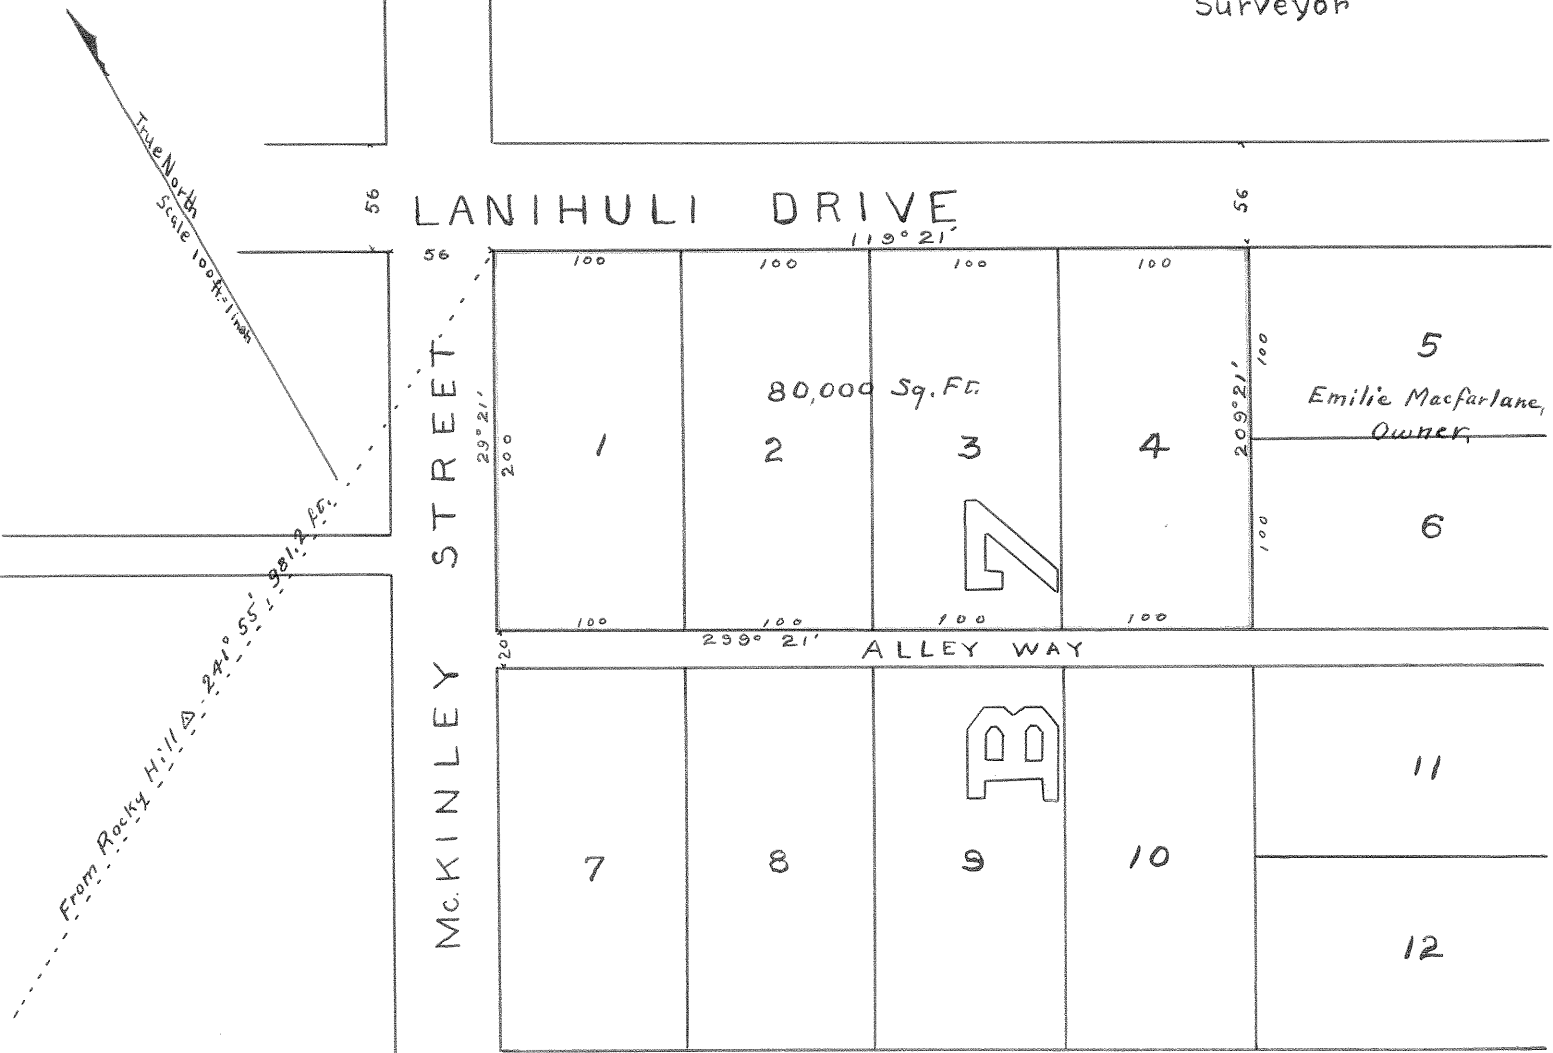 Surveyor
True North
Scale 100 ft = 1 inch
56
LANIHULI DRIVE
56
119° 21'
56
100
100
100
100
29° 21'
200
80,000 Sq. Ft.
1
2
3
4
209° 21'
100
100
5
Emilie Macfarlane,
Owner,
6
7
100
100
100
100
299° 21'
ALLEY WAY
20
McKINLEY STREET
From Rocky Hill △ 241° 55' 981.2 ft.
B
7
8
9
10
11
12